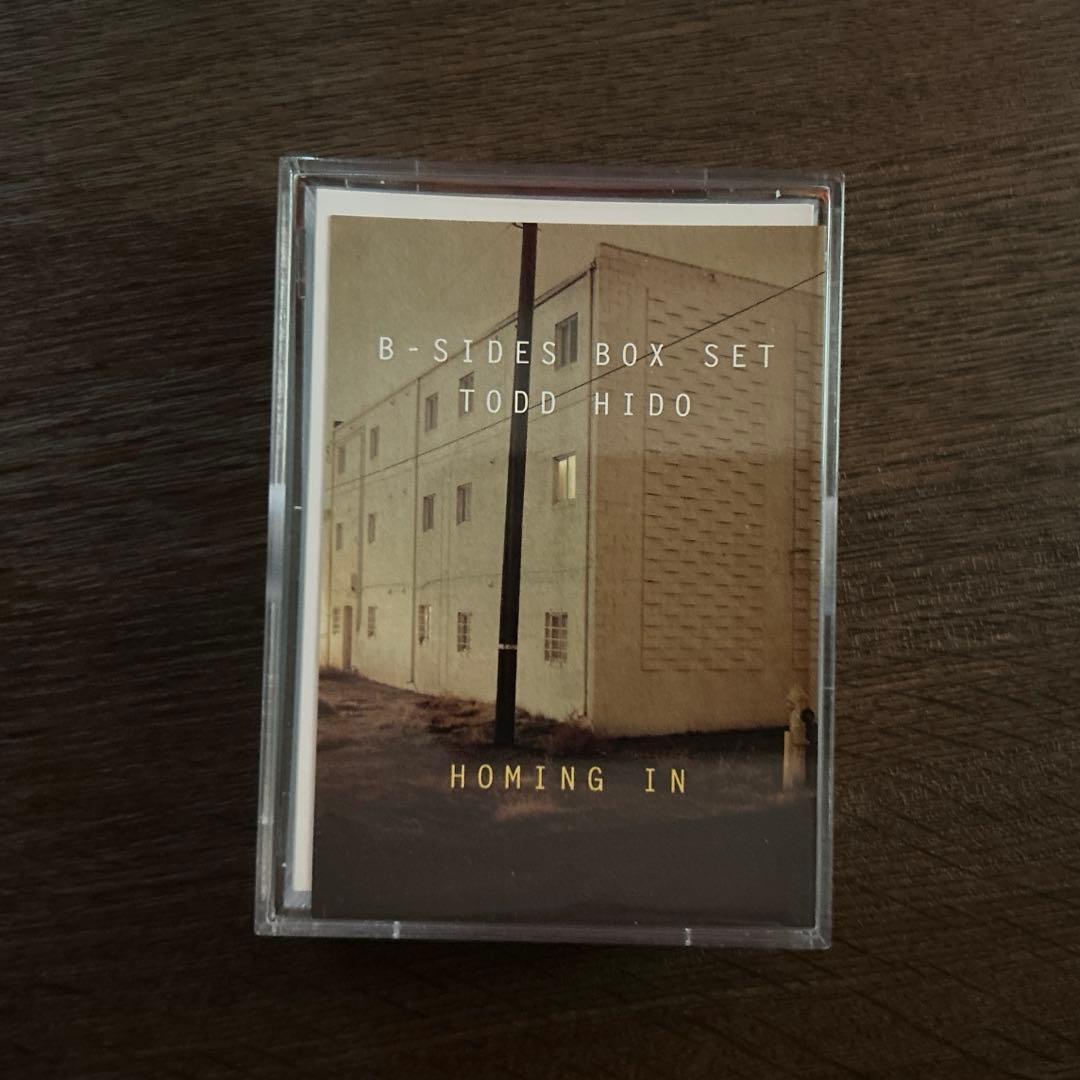 B-SIDES BOX SET
TODD HIDO
HOMING IN